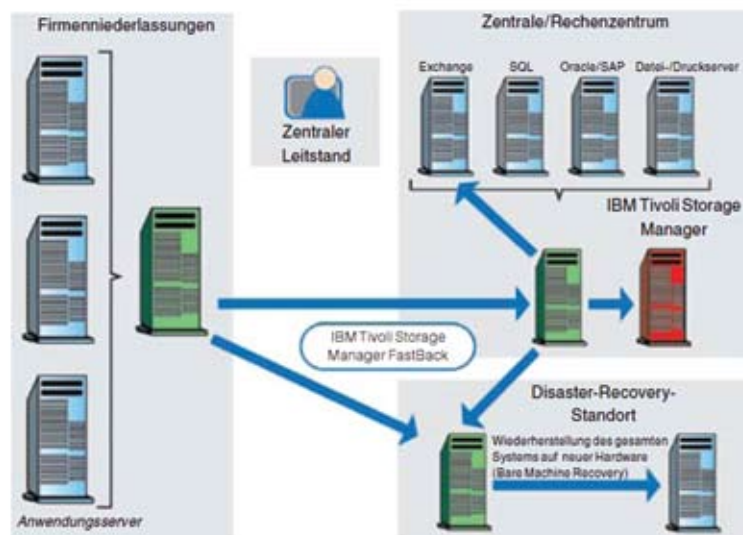 Firmenniederlassungen
Anwendungsserver
Zentraler
Leitstand
Zentrale/Rechenzentrum
Exchange
SQL
Oracle/SAP
Datei-/Druckserver
IBM Tivoli Storage
Manager
IBM Tivoli Storage
Manager FastBack
Disaster-Recovery-
Standort
Wiederherstellung des gesamten
Systems auf neuer Hardware
(Bare Machine Recovery)